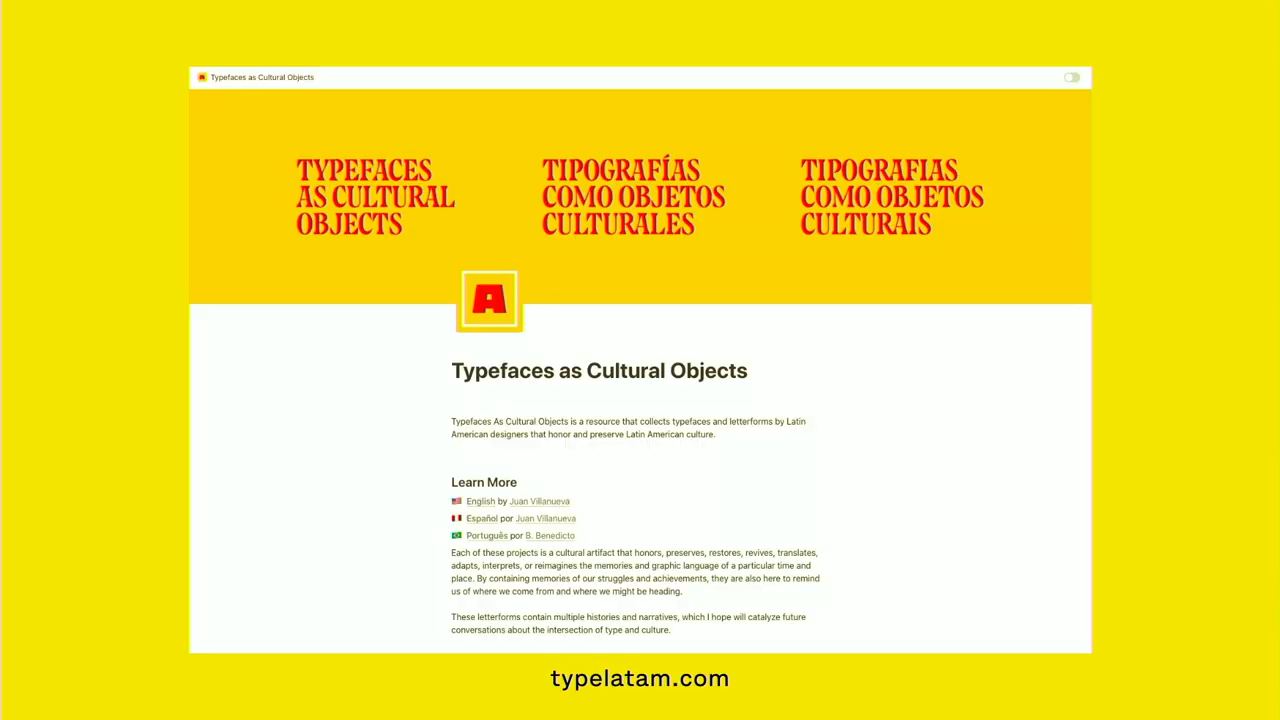 Typefaces as Cultural Objects
TYPEFACES
AS CULTURAL
OBJECTS
TIPOGRAFÍAS
COMO OBJETOS
CULTURALES
TIPOGRAFIAS
COMO OBJETOS
CULTURAIS
A
Typefaces as Cultural Objects
Typefaces As Cultural Objects is a resource that collects typefaces and letterforms by Latin
American designers that honor and preserve Latin American culture.
Learn More
English by Juan Villanueva
Español por Juan Villanueva
Português por B. Benedicto
Each of these projects is a cultural artifact that honors, preserves, restores, revives, translates,
adapts, interprets, or reimagines the memories and graphic language of a particular time and
place. By containing memories of our struggles and achievements, they are also here to remind
us of where we come from and where we might be heading.
These letterforms contain multiple histories and narratives, which I hope will catalyze future
conversations about the intersection of type and culture.
typelatam.com